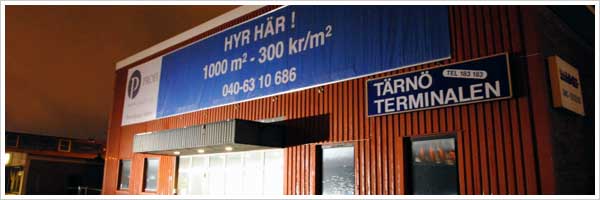 HYR HÄR !
1000 m² - 300 kr/m²
040-63 10 686
P
TEL 183 183
TÄRNÖ
TERMINALEN